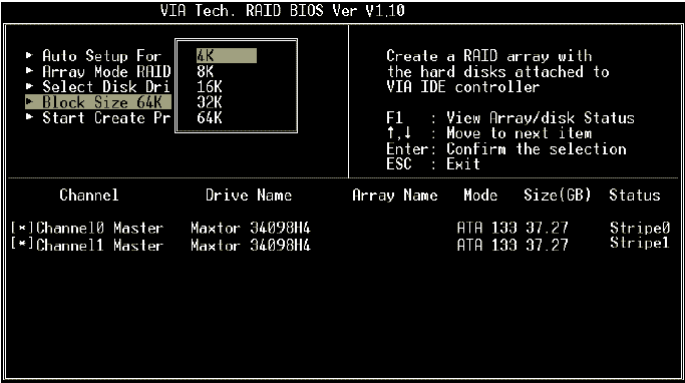 VIA Tech. RAID BIOS Ver V1.10
► Auto Setup For
► Array Mode RAID
► Select Disk Dri
► Block Size 64K
► Start Create Pr
4K
8K
16K
32K
64K
Create a RAID array with
the hard disks attached to
VIA IDE controller
F1 : View Array/disk Status
↑,↓ : Move to next item
Enter: Confirm the selection
ESC : Exit
Channel Drive Name Array Name Mode Size(GB) Status
[*]Channel0 Master Maxtor 34098H4 ATA 133 37.27 Stripe0
[*]Channel1 Master Maxtor 34098H4 ATA 133 37.27 Stripe1